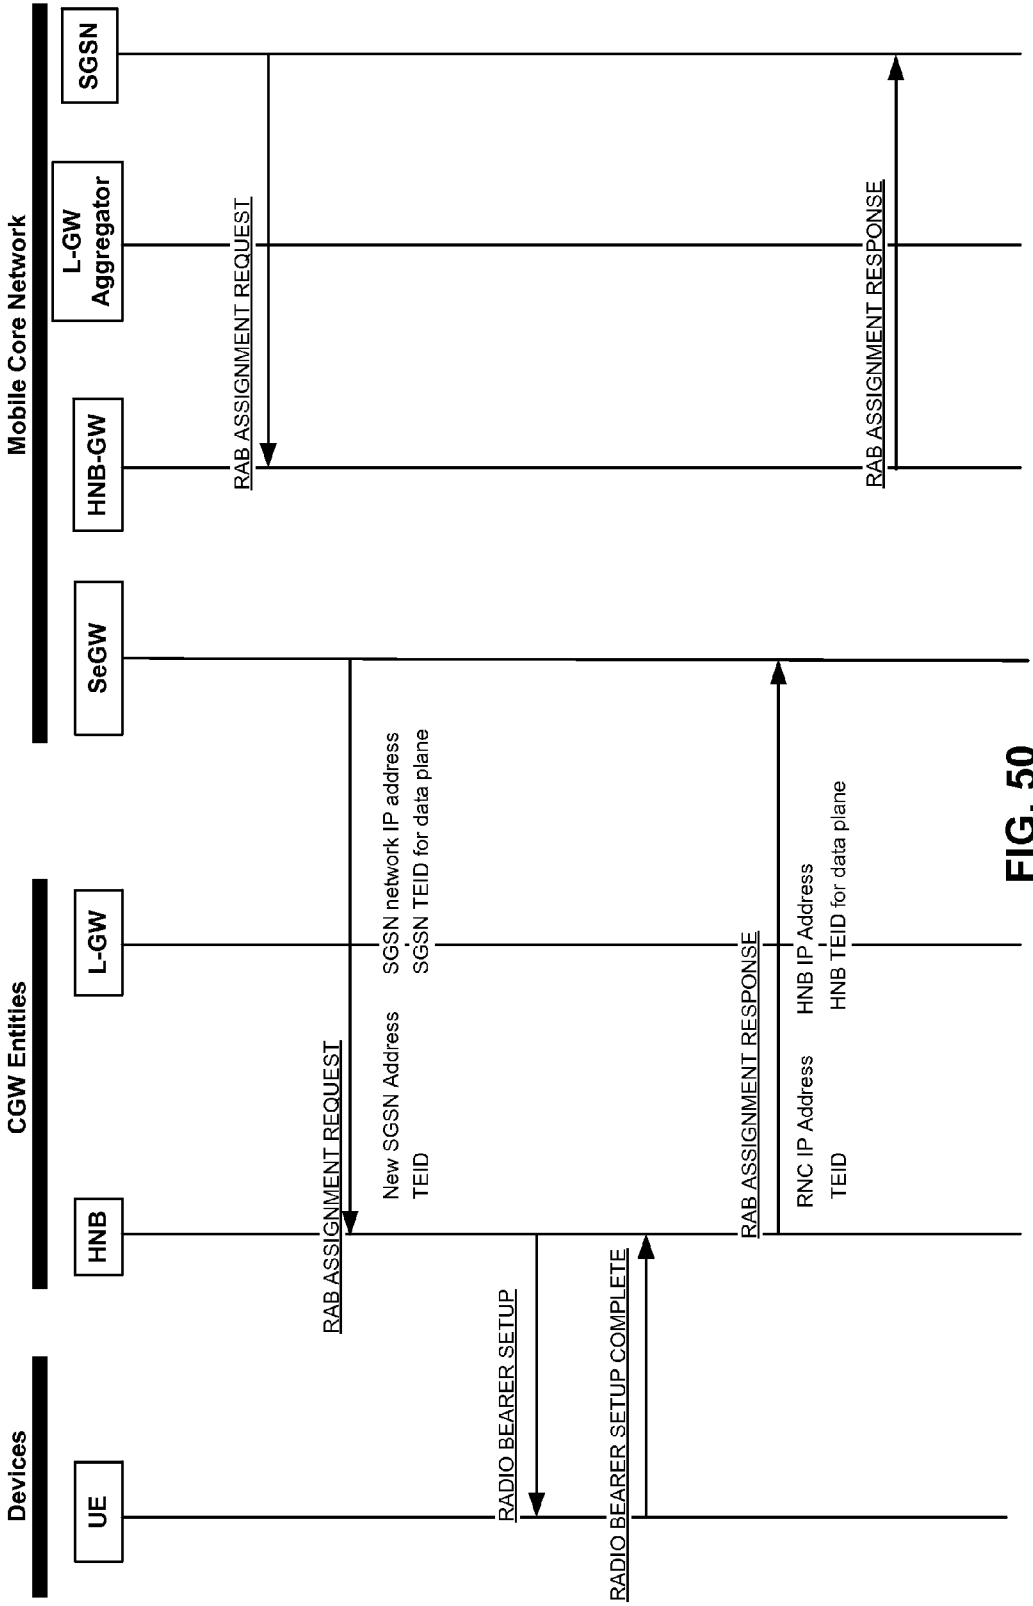 Devices
CGW Entities
Mobile Core Network
UE
HNB
L-GW
SeGW
HNB-GW
L-GW
Aggregator
SGSN
RAB ASSIGNMENT REQUEST
RAB ASSIGNMENT REQUEST
New SGSN Address
SGSN network IP address
TEID
SGSN TEID for data plane
RADIO BEARER SETUP
RADIO BEARER SETUP COMPLETE
RAB ASSIGNMENT RESPONSE
RNC IP Address
HNB IP Address
TEID
HNB TEID for data plane
RAB ASSIGNMENT RESPONSE
FIG. 50